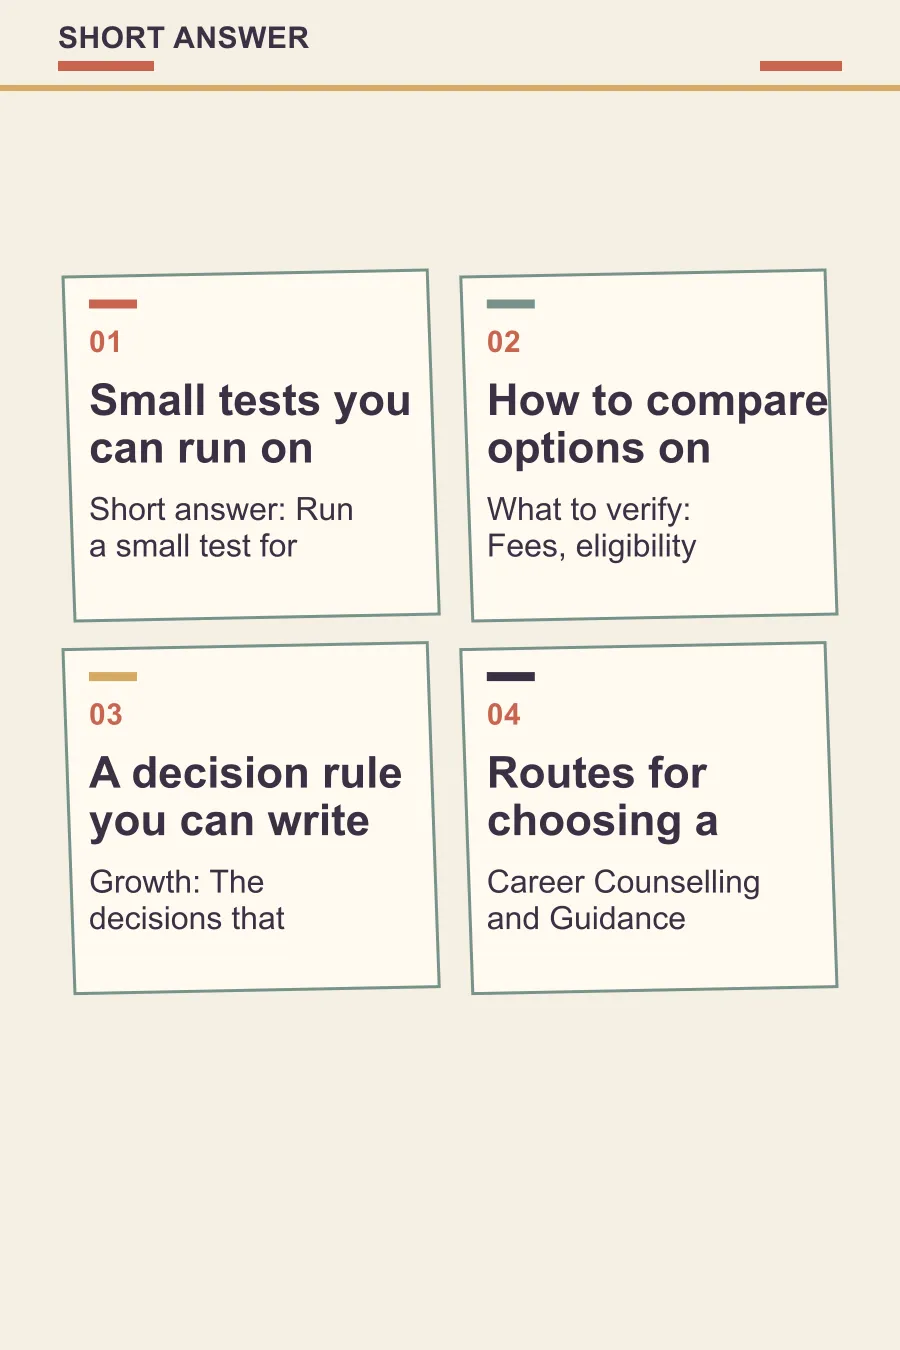 SHORT ANSWER
01
Small tests you
can run on
Short answer: Run
a small test for
02
How to compare
options on
What to verify:
Fees, eligibility
03
A decision rule
you can write
Growth: The
decisions that
04
Routes for
choosing a
Career Counselling
and Guidance